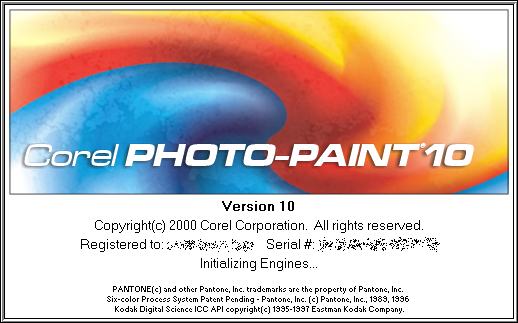 Corel PHOTO-PAINT® 10
Version 10
Copyright(c) 2000 Corel Corporation. All rights reserved.
Registered to: Serial #:
Initializing Engines...
PANTONE(c) and other Pantone, Inc. trademarks are the property of Pantone, Inc.
Six-color Process System Patent Pending - Pantone, Inc. (c) Pantone, Inc., 1989, 1996
Kodak Digital Science ICC API copyright(c) 1995-1997 Eastman Kodak Company.